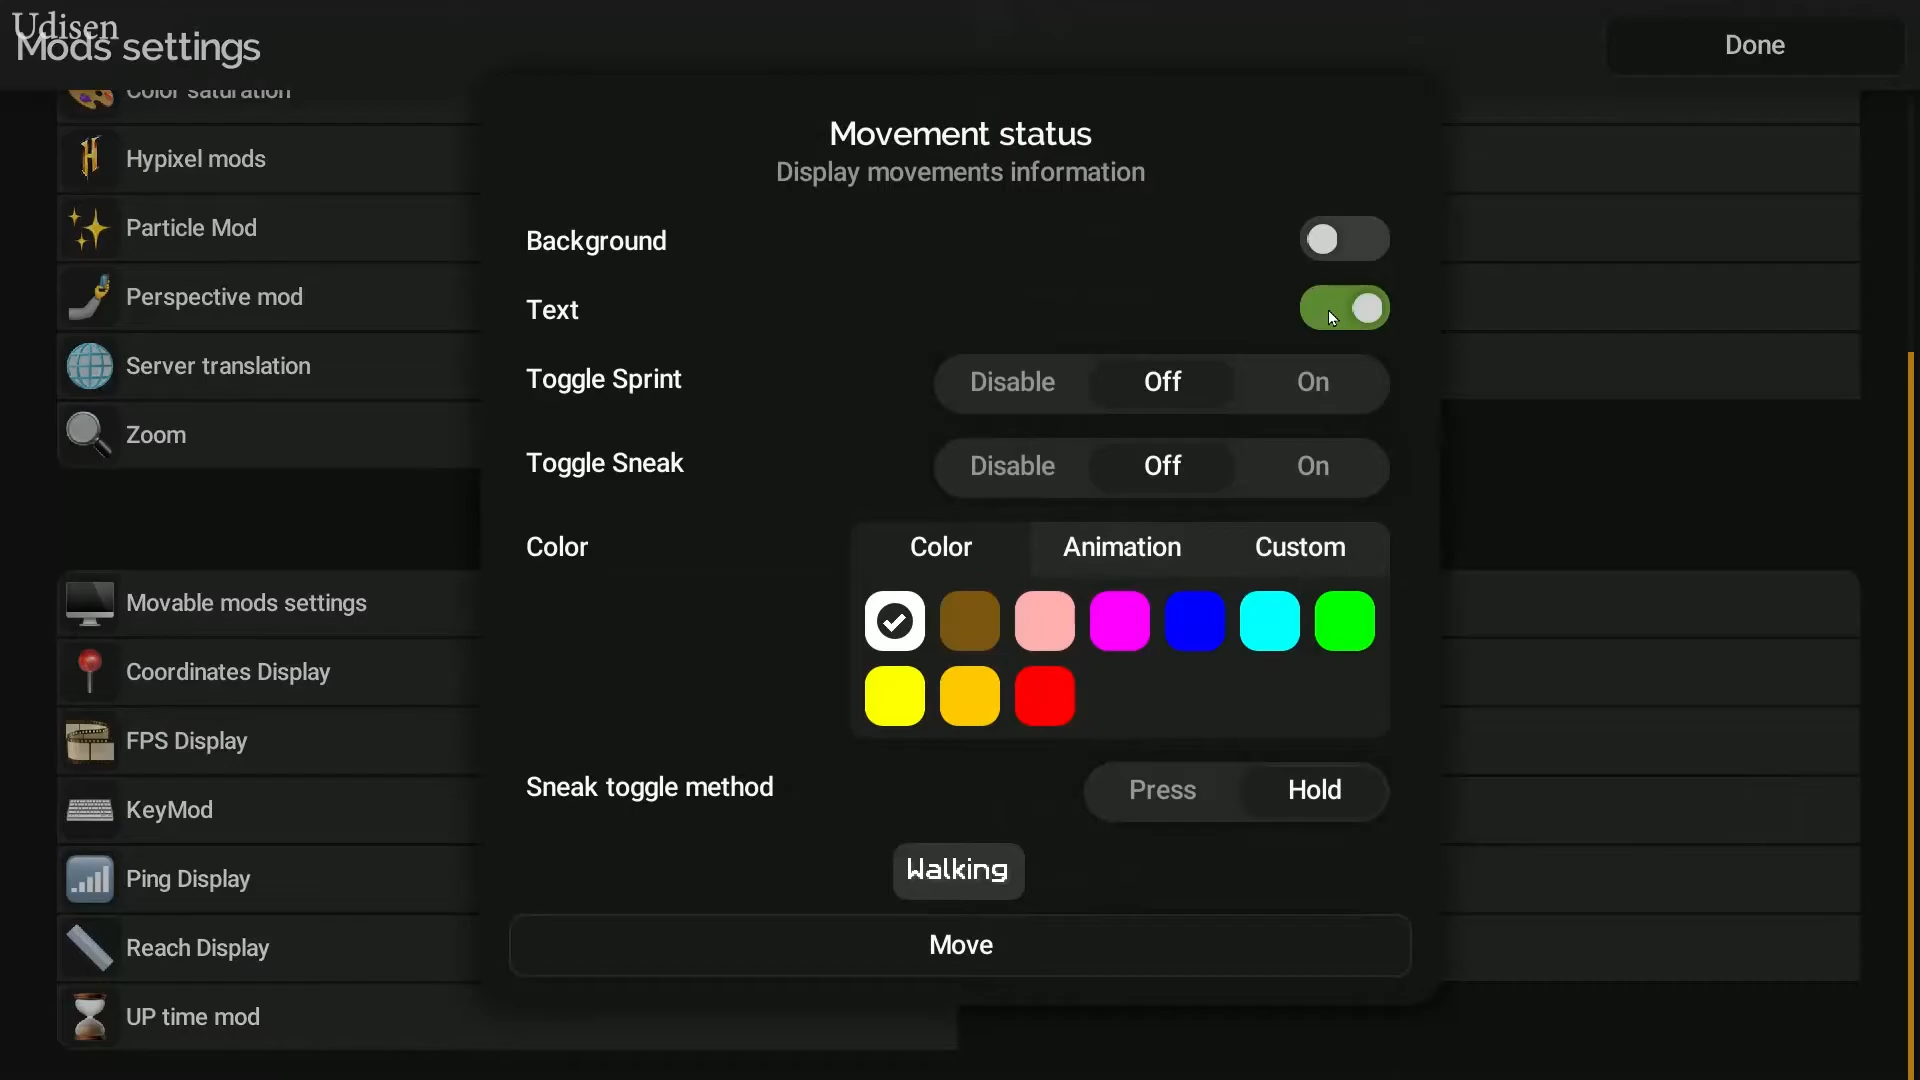 Udisen
Mods settings
Done
Color saturation
Hypixel mods
Particle Mod
Perspective mod
Server translation
Zoom
Movable mods settings
Coordinates Display
FPS Display
KeyMod
Ping Display
Reach Display
UP time mod
Movement status
Display movements information
Background
Text
Toggle Sprint Disable Off On
Toggle Sneak Disable Off On
Color Color Animation Custom
Sneak toggle method Press Hold
Walking
Move